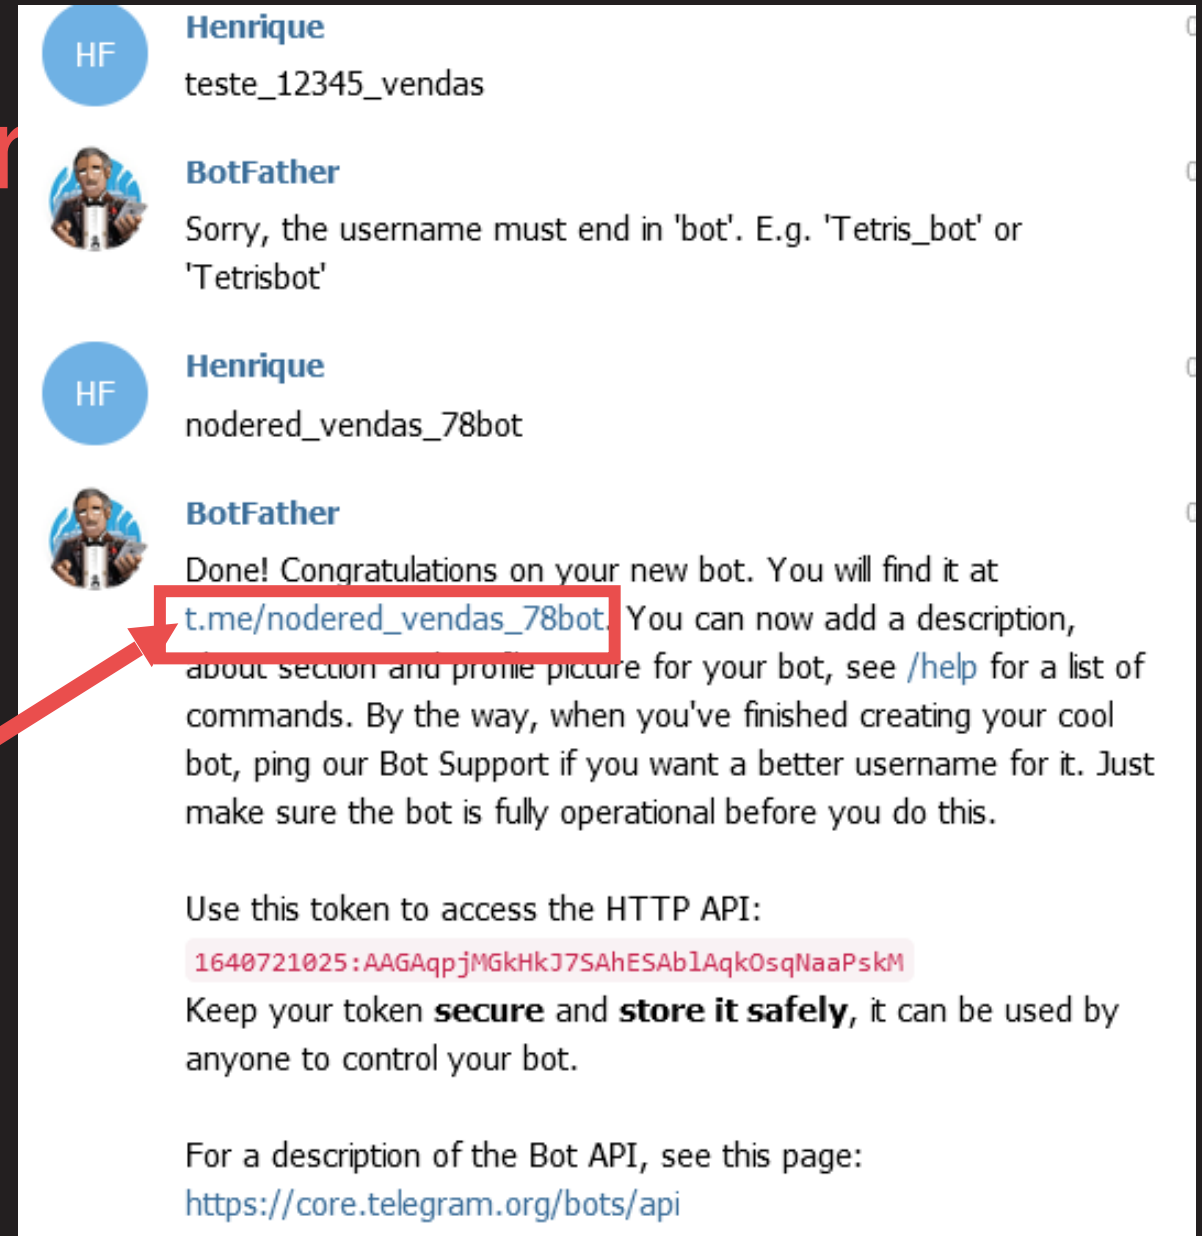 HF
Henrique
teste_12345_vendas
BotFather
Sorry, the username must end in 'bot'. E.g. 'Tetris_bot' or
'Tetrisbot'
HF
Henrique
nodered_vendas_78bot
BotFather
Done! Congratulations on your new bot. You will find it at
t.me/nodered_vendas_78bot. You can now add a description,
about section and profile picture for your bot, see /help for a list of
commands. By the way, when you've finished creating your cool
bot, ping our Bot Support if you want a better username for it. Just
make sure the bot is fully operational before you do this.
Use this token to access the HTTP API:
1640721025:AAGAqpjMGkHkJ7SAhESAblAqkOsqNaaPskM
Keep your token secure and store it safely, it can be used by
anyone to control your bot.
For a description of the Bot API, see this page:
https://core.telegram.org/bots/api